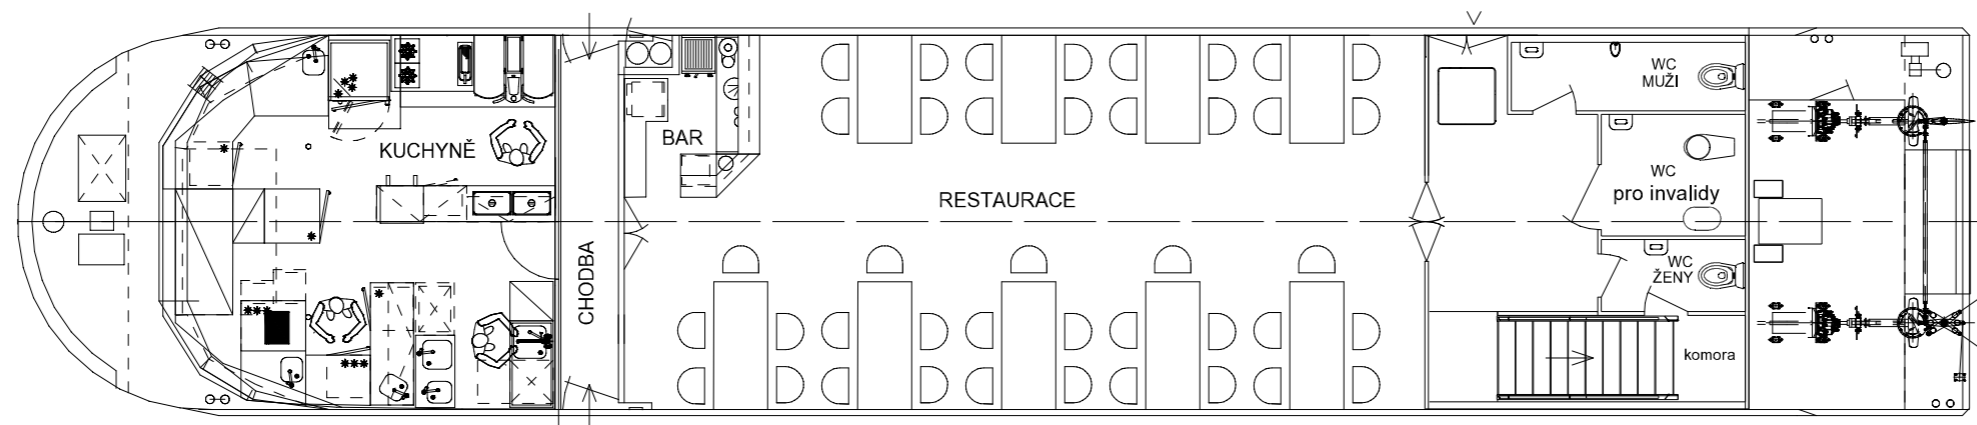 KUCHYNĚ
CHODBA
BAR
RESTAURACE
WC
MUŽI
WC
pro invalidy
WC
ŽENY
komora